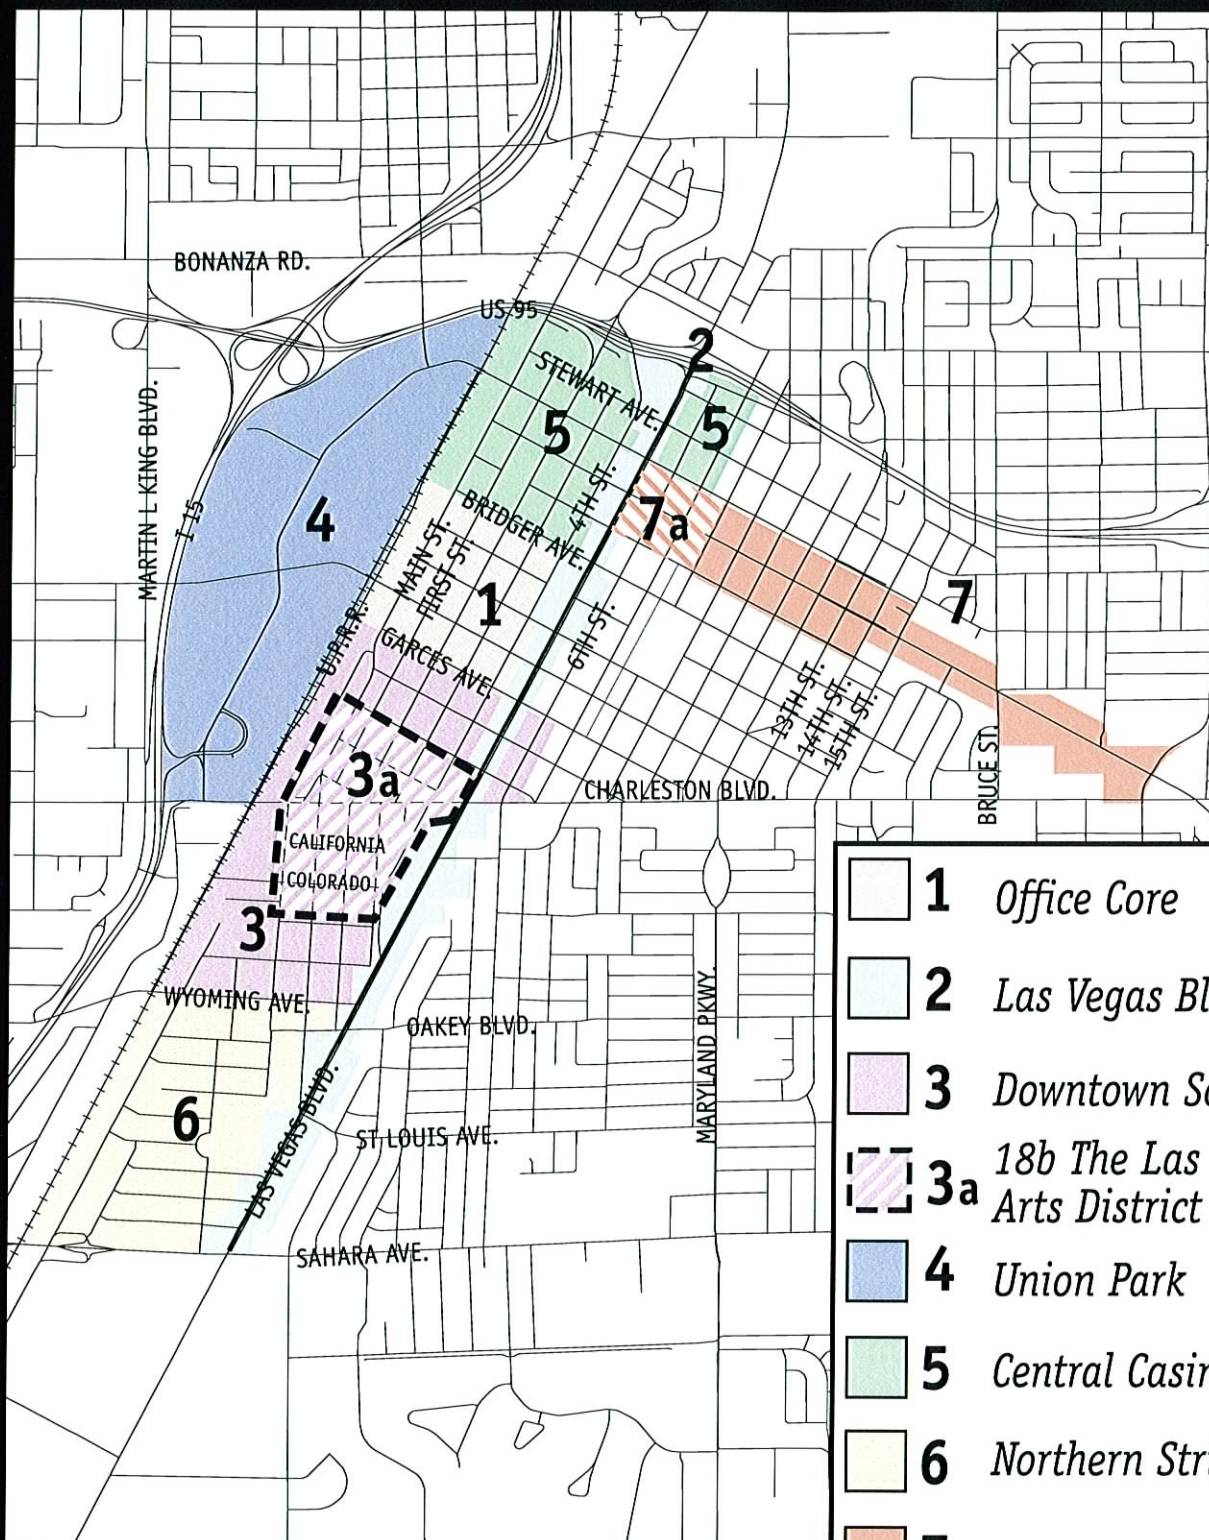 BONANZA RD.
US 95
2
STEWART AVE.
5
5
MARTIN L KING BLVD.
I 15
4
4TH ST.
BRIDGER AVE.
7a
MAIN ST.
FIRST ST.
1
7
U.P.R.R.
GARCES AVE.
6TH ST.
13TH ST.
14TH ST.
15TH ST.
BRUCE ST.
3a
CHARLESTON BLVD.
CALIFORNIA
COLORADO
3
WYOMING AVE.
OAKEY BLVD.
MARYLAND PKWY.
6
LAS VEGAS BLVD.
ST. LOUIS AVE.
SAHARA AVE.
1 Office Core
2 Las Vegas Bl
3 Downtown So
3a 18b The Las
Arts District
4 Union Park
5 Central Casin
6 Northern Str